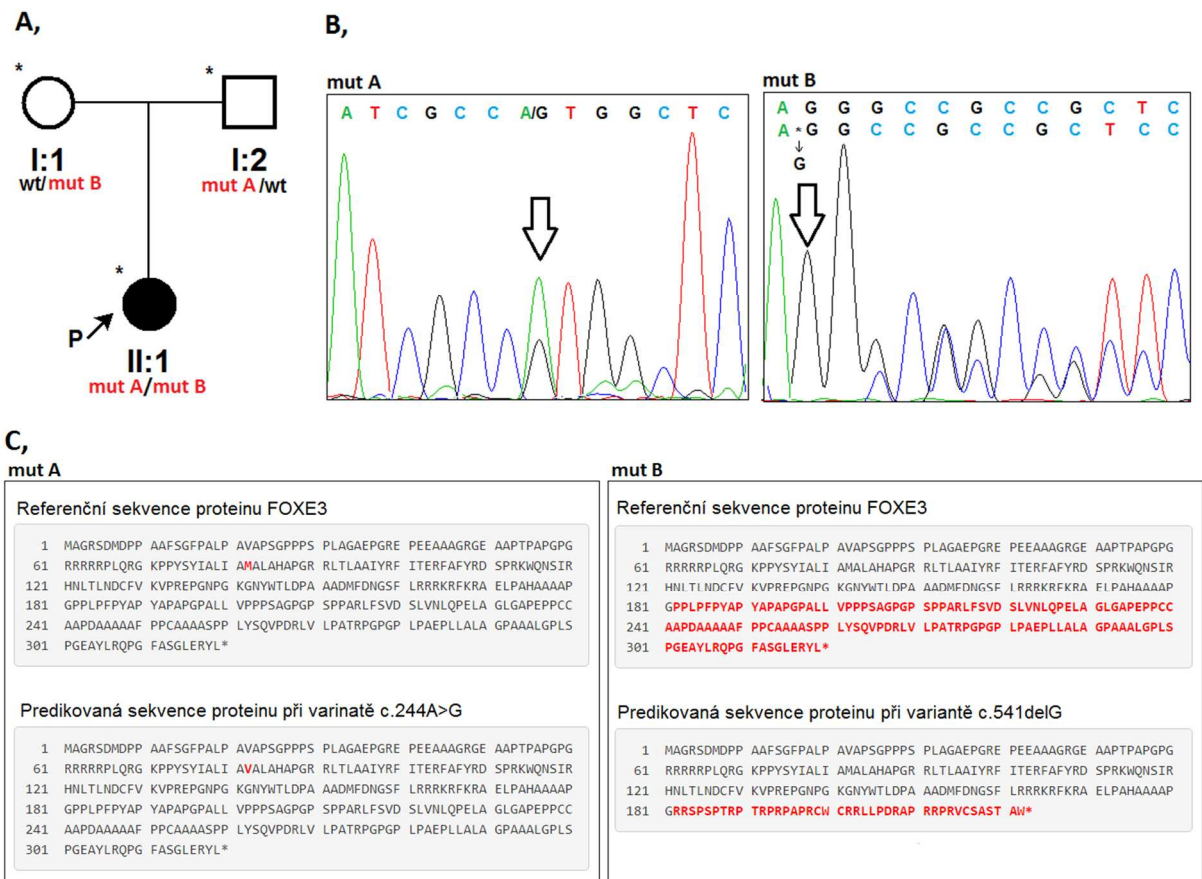 A,
*
*
I:1
I:2
wt/mut B
mut A/wt
*
P
II:1
mut A/mut B
B,
mut A
A T C G C C A/G T G G C T C
mut B
A G G G C C G C C G C T C
A * G G C C G C C G C T C C
G
C,
mut A
Referenční sekvence proteinu FOXE3
1 MAGRSDMDPP AAFSGFPALP AVAPSGPPPS PLAGAEPGRE PEEAAAGRGE AAPTPAPGPG
61 RRRRRPLQRG KPPYSYIALI AMALAHAPGR RLTLAAIYRF ITERFAFYRD SPRKWQNSIR
121 HNLTLNDCFV KVPREPGNPG KGNYWTLDPA AADMFDNGSF LRRRKRFKRA ELPAHAAAAP
181 GPPLPFPYAP YAPAPGPALL VPPPSAGPGP SPPARLFSVD SLVNLQPELA GLGAPEPPCC
241 AAPDAAAAAF PPCAAAASPP LYSQVPDRLV LPATRPGPGP LPAEPLLALA GPAAALGPLS
301 PGEAYLRQPG FASGLERYL*
Predikovaná sekvence proteinu při varinatě c.244A>G
1 MAGRSDMDPP AAFSGFPALP AVAPSGPPPS PLAGAEPGRE PEEAAAGRGE AAPTPAPGPG
61 RRRRRPLQRG KPPYSYIALI AVALAHAPGR RLTLAAIYRF ITERFAFYRD SPRKWQNSIR
121 HNLTLNDCFV KVPREPGNPG KGNYWTLDPA AADMFDNGSF LRRRKRFKRA ELPAHAAAAP
181 GPPLPFPYAP YAPAPGPALL VPPPSAGPGP SPPARLFSVD SLVNLQPELA GLGAPEPPCC
241 AAPDAAAAAF PPCAAAASPP LYSQVPDRLV LPATRPGPGP LPAEPLLALA GPAAALGPLS
301 PGEAYLRQPG FASGLERYL*
mut B
Referenční sekvence proteinu FOXE3
1 MAGRSDMDPP AAFSGFPALP AVAPSGPPPS PLAGAEPGRE PEEAAAGRGE AAPTPAPGPG
61 RRRRRPLQRG KPPYSYIALI AMALAHAPGR RLTLAAIYRF ITERFAFYRD SPRKWQNSIR
121 HNLTLNDCFV KVPREPGNPG KGNYWTLDPA AADMFDNGSF LRRRKRFKRA ELPAHAAAAP
181 GPPLPFPYAP YAPAPGPALL VPPPSAGPGP SPPARLFSVD SLVNLQPELA GLGAPEPPCC
241 AAPDAAAAAF PPCAAAASPP LYSQVPDRLV LPATRPGPGP LPAEPLLALA GPAAALGPLS
301 PGEAYLRQPG FASGLERYL*
Predikovaná sekvence proteinu při variantě c.541delG
1 MAGRSDMDPP AAFSGFPALP AVAPSGPPPS PLAGAEPGRE PEEAAAGRGE AAPTPAPGPG
61 RRRRRPLQRG KPPYSYIALI AMALAHAPGR RLTLAAIYRF ITERFAFYRD SPRKWQNSIR
121 HNLTLNDCFV KVPREPGNPG KGNYWTLDPA AADMFDNGSF LRRRKRFKRA ELPAHAAAAP
181 GRRSPSPTRP TRPRPAPRCW CRRLLPDRAP RRPRVCSAST AW*